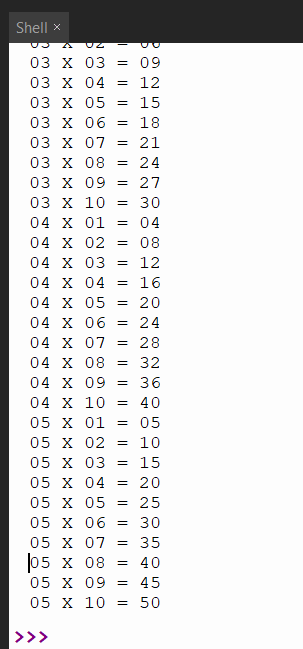 Shell ×
03 X 02 = 06
03 X 03 = 09
03 X 04 = 12
03 X 05 = 15
03 X 06 = 18
03 X 07 = 21
03 X 08 = 24
03 X 09 = 27
03 X 10 = 30
04 X 01 = 04
04 X 02 = 08
04 X 03 = 12
04 X 04 = 16
04 X 05 = 20
04 X 06 = 24
04 X 07 = 28
04 X 08 = 32
04 X 09 = 36
04 X 10 = 40
05 X 01 = 05
05 X 02 = 10
05 X 03 = 15
05 X 04 = 20
05 X 05 = 25
05 X 06 = 30
05 X 07 = 35
05 X 08 = 40
05 X 09 = 45
05 X 10 = 50
>>>